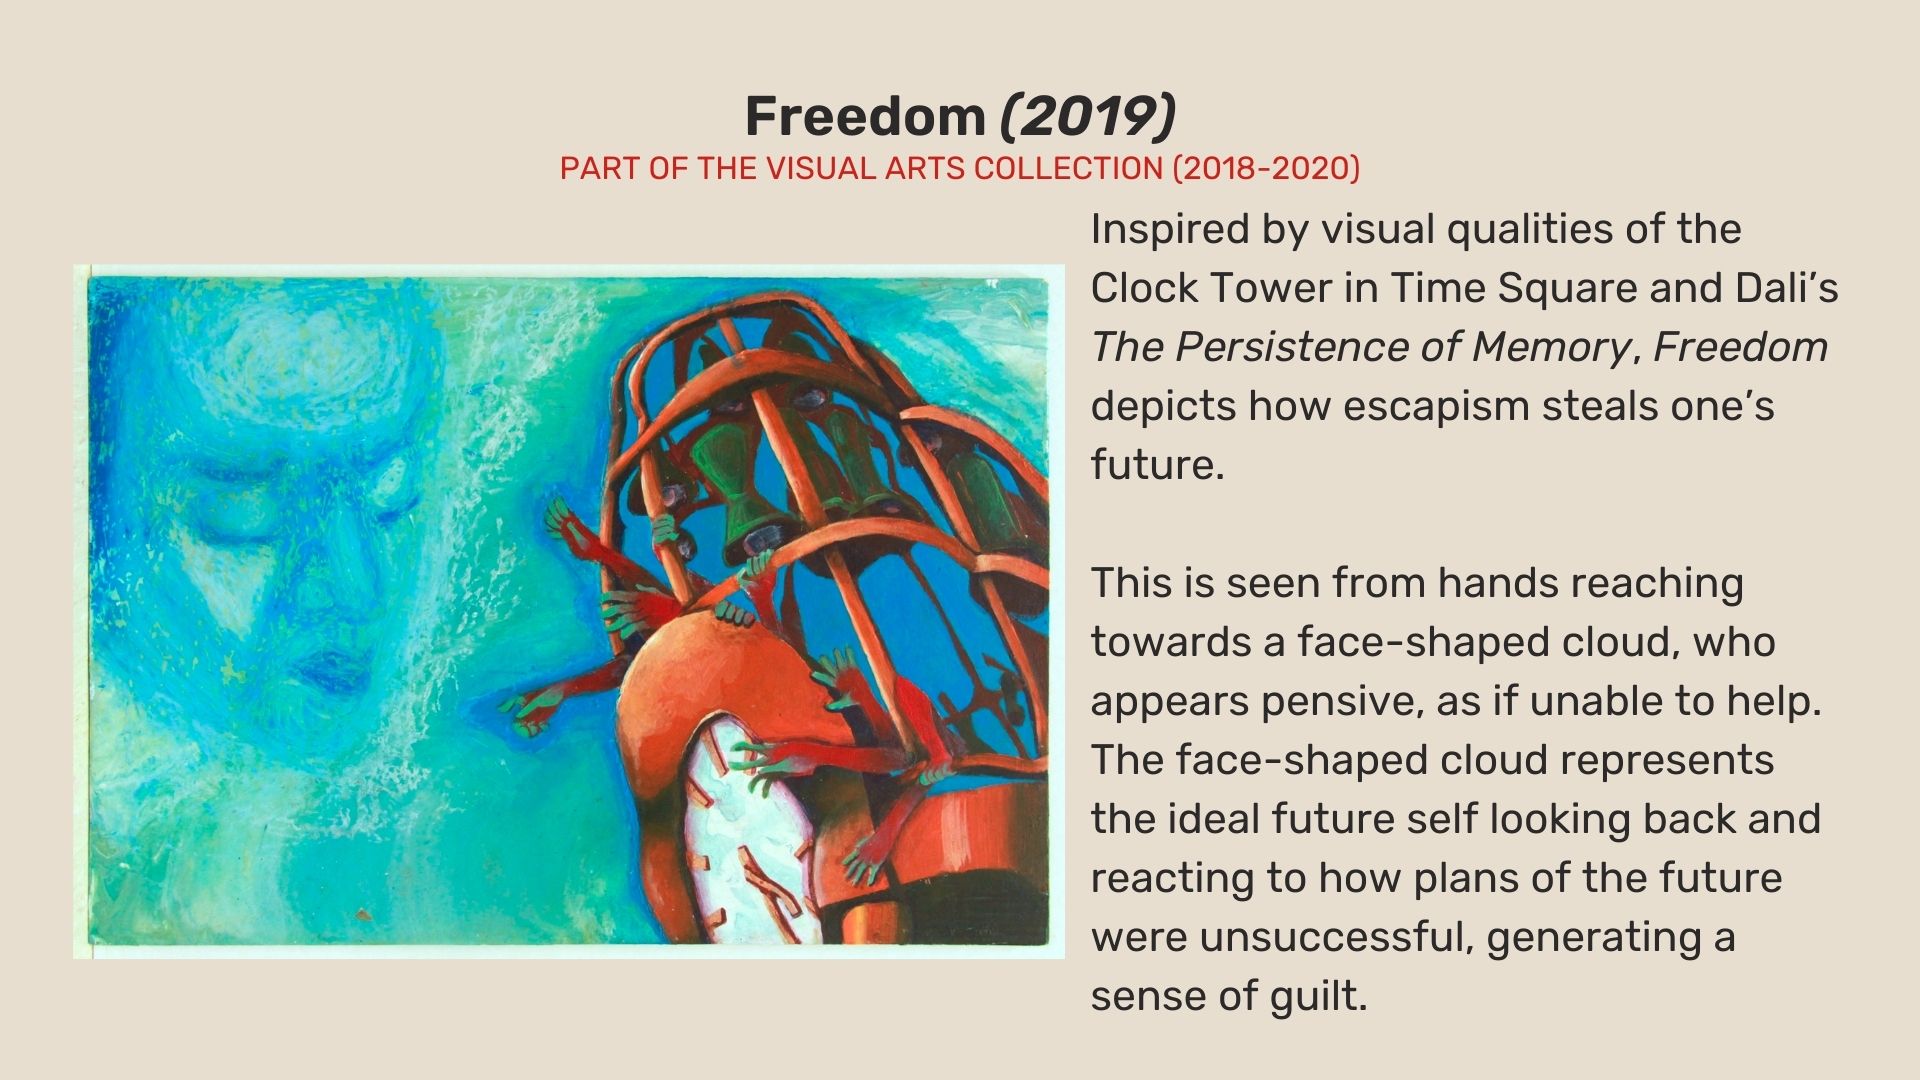 Freedom (2019)
PART OF THE VISUAL ARTS COLLECTION (2018-2020)
Inspired by visual qualities of the
Clock Tower in Time Square and Dali’s
The Persistence of Memory, Freedom
depicts how escapism steals one’s
future.
This is seen from hands reaching
towards a face-shaped cloud, who
appears pensive, as if unable to help.
The face-shaped cloud represents
the ideal future self looking back and
reacting to how plans of the future
were unsuccessful, generating a
sense of guilt.